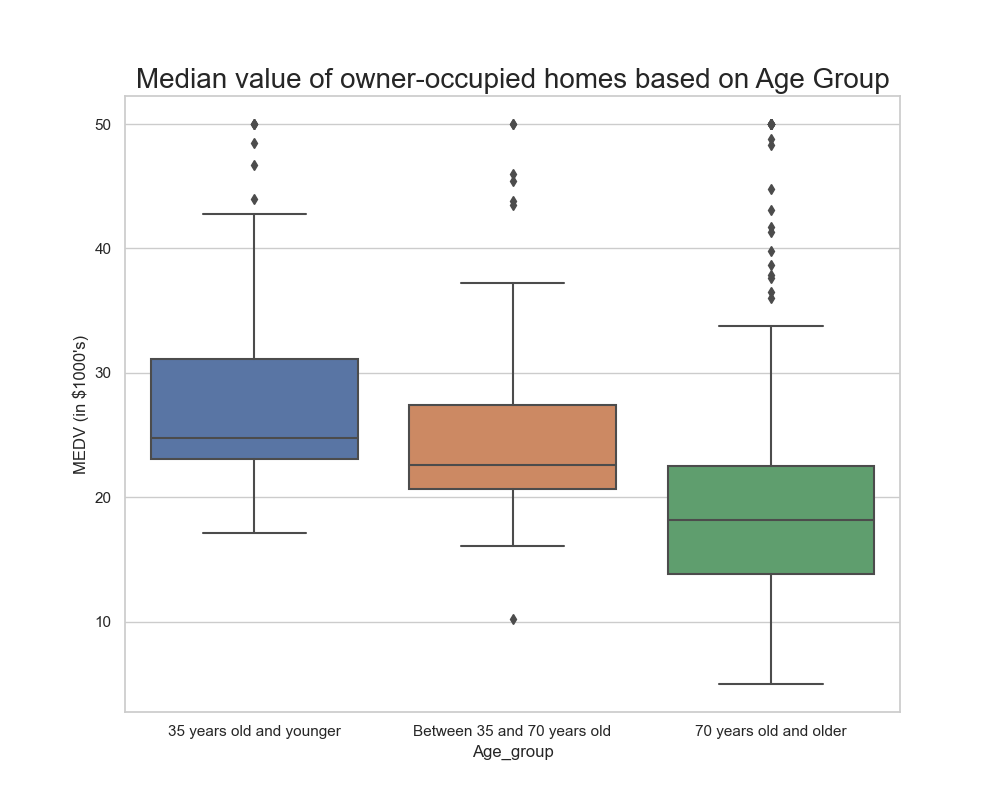 Median value of owner-occupied homes based on Age Group
50
40
30
20
10
MEDV (in $1000's)
35 years old and younger
Between 35 and 70 years old
70 years old and older
Age_group